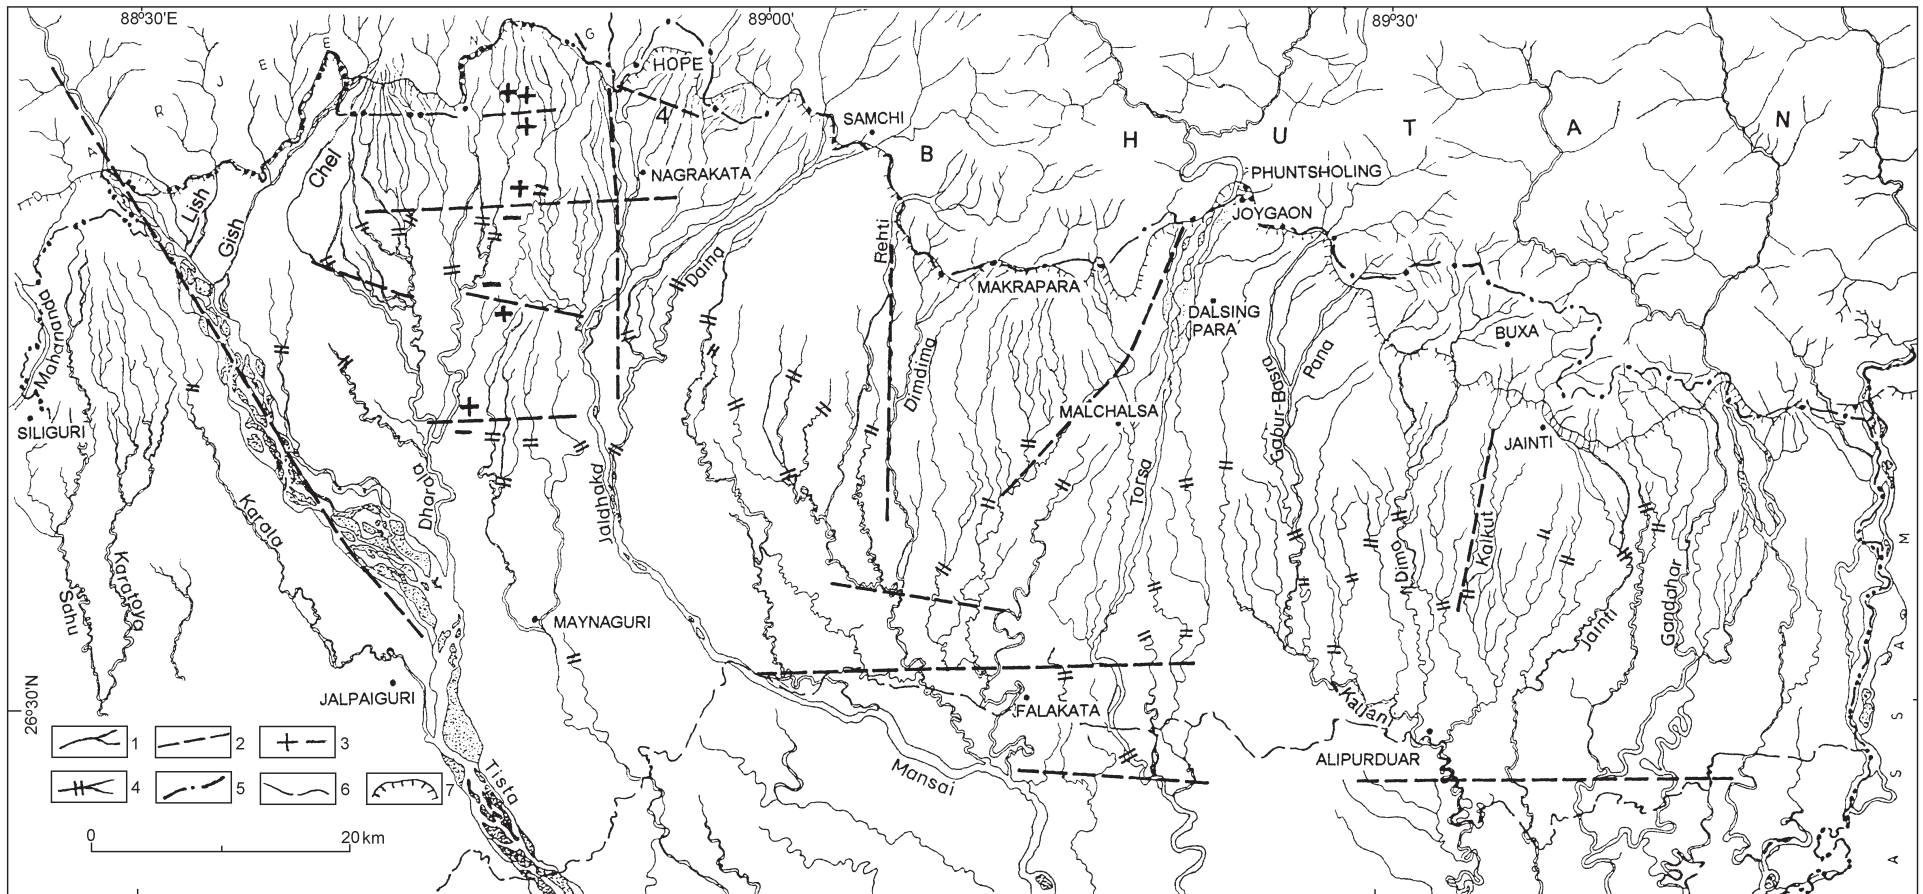 88°30'E
89°00'
89°30'
D
A
R
J
E
E
N
G
HOPE
4
SAMCHI
B
H
U
T
A
N
NAGRAKATA
PHUNTSHOLING
JOYGAON
Chel
Lish
Gish
Rehti
Daina
MAKRAPARA
DALSING
PARA
BUXA
Mahananda
SILIGURI
Dimdima
Gabur-Basra
Pana
MALCHALSA
JAINTI
Karala
Dharala
Jaldhaka
Torsa
Dima
Kalkut
Sahu
Karatoya
MAYNAGURI
Jainti
Gandahar
A
S
S
A
M
JALPAIGURI
26°30'N
FALAKATA
Kaljani
ALIPURDUAR
Tista
Mansai
1
2
+ –
3
4
5
6
7
0
20 km